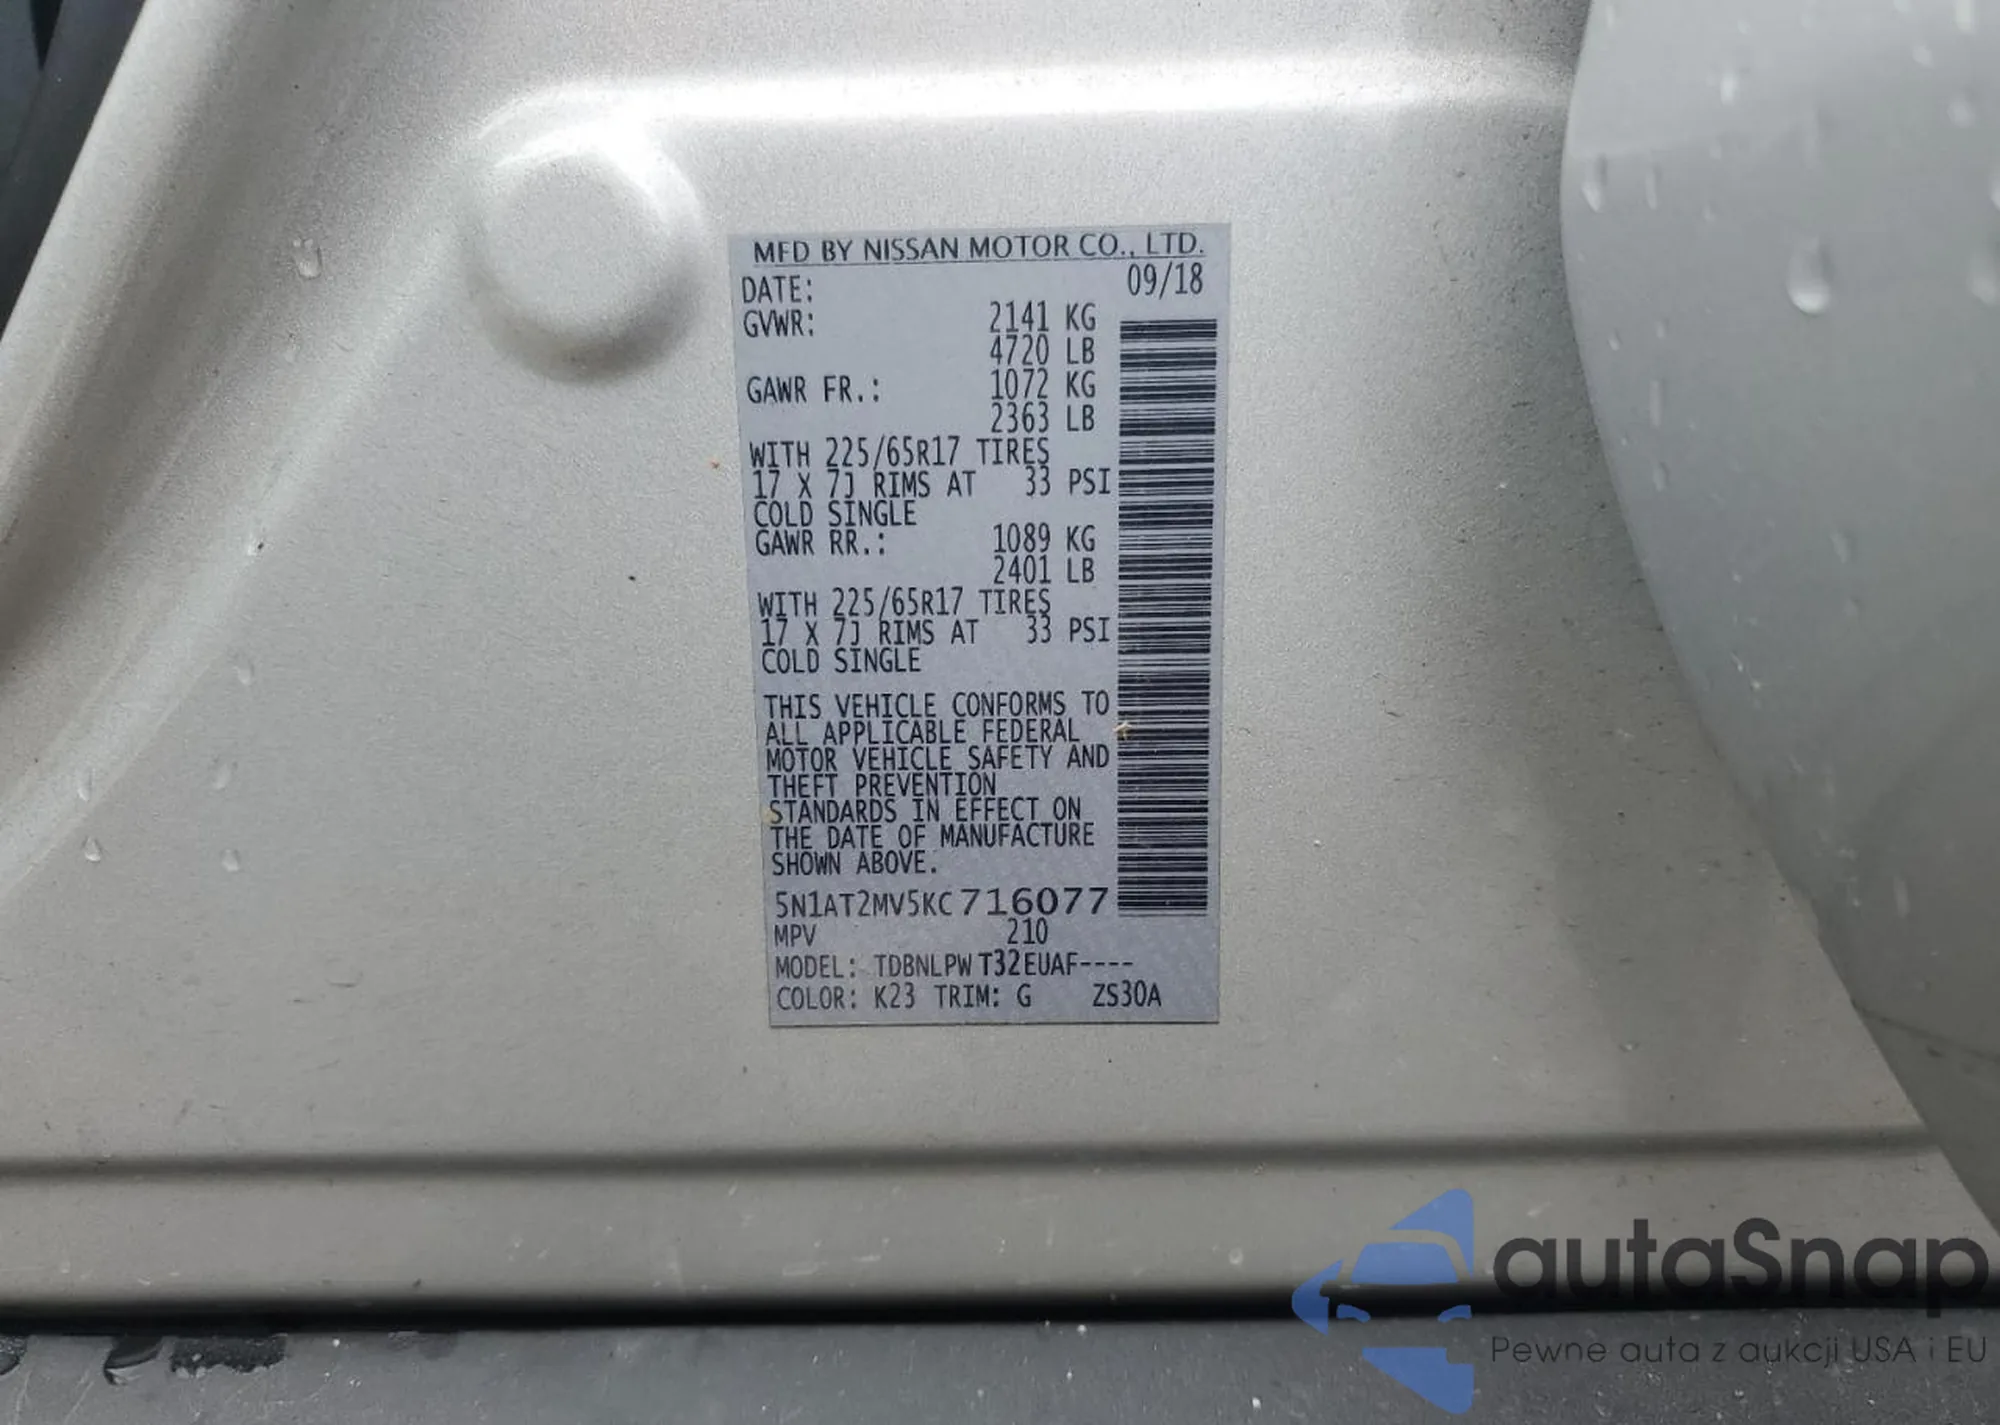 MFD BY NISSAN MOTOR CO., LTD.
DATE: 09/18
GVWR: 2141 KG
4720 LB
GAWR FR.: 1072 KG
2363 LB
WITH 225/65R17 TIRES
17 X 7J RIMS AT 33 PSI
COLD SINGLE
GAWR RR.: 1089 KG
2401 LB
WITH 225/65R17 TIRES
17 X 7J RIMS AT 33 PSI
COLD SINGLE
THIS VEHICLE CONFORMS TO
ALL APPLICABLE FEDERAL
MOTOR VEHICLE SAFETY AND
THEFT PREVENTION
STANDARDS IN EFFECT ON
THE DATE OF MANUFACTURE
SHOWN ABOVE.
5N1AT2MV5KC716077
MPV 210
MODEL: TDBNLPW T32EUAF----
COLOR: K23 TRIM: G ZS30A
autaSnap
Pewne auta z aukcji USA i EU